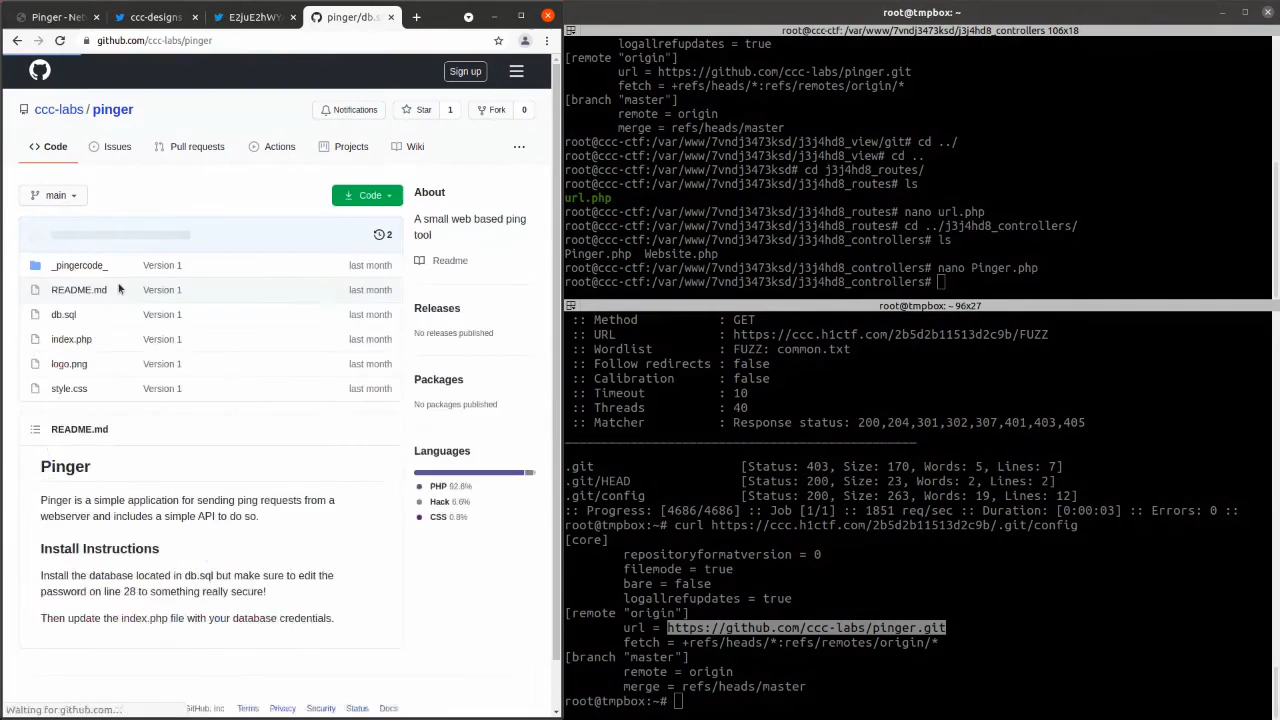 Pinger - Net
ccc-designs
E2juE2hWY
pinger/db.s
github.com/ccc-labs/pinger
Sign up
ccc-labs / pinger
Notifications
Star
1
Fork
0
Code
Issues
Pull requests
Actions
Projects
Wiki
main
Code
2
_pingercode_ Version 1 last month
README.md Version 1 last month
db.sql Version 1 last month
index.php Version 1 last month
logo.png Version 1 last month
style.css Version 1 last month
README.md
Pinger
Pinger is a simple application for sending ping requests from a
webserver and includes a simple API to do so.
Install Instructions
Install the database located in db.sql but make sure to edit the
password on line 28 to something really secure!
Then update the index.php file with your database credentials.
About
A small web based ping
tool
Readme
Releases
No releases published
Packages
No packages published
Languages
PHP 92.6%
Hack 6.6%
CSS 0.8%
Waiting for github.com...
GitHub, Inc
Terms
Privacy
Security
Status
Docs
root@tmpbox: ~
root@ccc-ctf: /var/www/7vndj3473ksd/j3j4hd8_controllers 106x18
logallrefupdates = true
[remote "origin"]
url = https://github.com/ccc-labs/pinger.git
fetch = +refs/heads/*:refs/remotes/origin/*
[branch "master"]
remote = origin
merge = refs/heads/master
root@ccc-ctf:/var/www/7vndj3473ksd/j3j4hd8_view/git# cd ../
root@ccc-ctf:/var/www/7vndj3473ksd/j3j4hd8_view# cd ..
root@ccc-ctf:/var/www/7vndj3473ksd# cd j3j4hd8_routes/
root@ccc-ctf:/var/www/7vndj3473ksd/j3j4hd8_routes# ls
url.php
root@ccc-ctf:/var/www/7vndj3473ksd/j3j4hd8_routes# nano url.php
root@ccc-ctf:/var/www/7vndj3473ksd/j3j4hd8_routes# cd ../j3j4hd8_controllers/
root@ccc-ctf:/var/www/7vndj3473ksd/j3j4hd8_controllers# ls
Pinger.php Website.php
root@ccc-ctf:/var/www/7vndj3473ksd/j3j4hd8_controllers# nano Pinger.php
root@ccc-ctf:/var/www/7vndj3473ksd/j3j4hd8_controllers#
root@tmpbox: ~ 96x27
:: Method : GET
:: URL : https://ccc.h1ctf.com/2b5d2b11513d2c9b/FUZZ
:: Wordlist : FUZZ: common.txt
:: Follow redirects : false
:: Calibration : false
:: Timeout : 10
:: Threads : 40
:: Matcher : Response status: 200,204,301,302,307,401,403,405
.git [Status: 403, Size: 170, Words: 5, Lines: 7]
.git/HEAD [Status: 200, Size: 23, Words: 2, Lines: 2]
.git/config [Status: 200, Size: 263, Words: 19, Lines: 12]
:: Progress: [4686/4686] :: Job [1/1] :: 1851 req/sec :: Duration: [0:00:03] :: Errors: 0 ::
root@tmpbox:~# curl https://ccc.h1ctf.com/2b5d2b11513d2c9b/.git/config
[core]
repositoryformatversion = 0
filemode = true
bare = false
logallrefupdates = true
[remote "origin"]
url = https://github.com/ccc-labs/pinger.git
fetch = +refs/heads/*:refs/remotes/origin/*
[branch "master"]
remote = origin
merge = refs/heads/master
root@tmpbox:~#